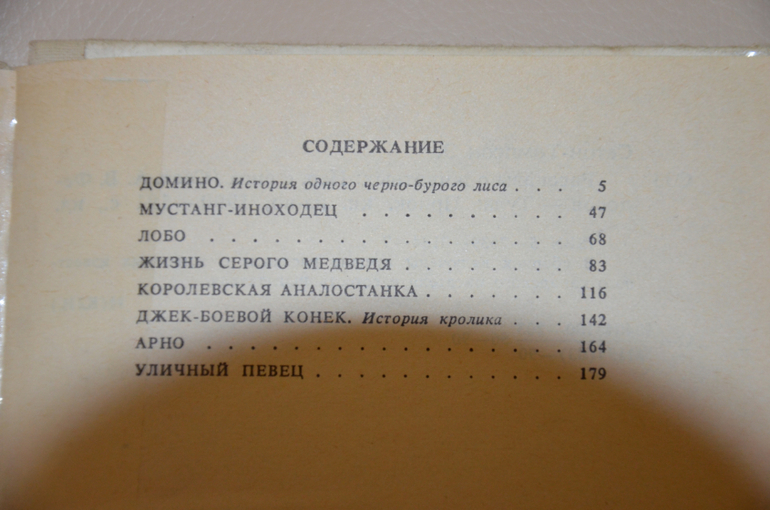 СОДЕРЖАНИЕ
ДОМИНО. История одного черно-бурого лиса . . . 5
МУСТАНГ-ИНОХОДЕЦ . . . . . . . . . 47
ЛОБО . . . . . . . . . . . . . . . . 68
ЖИЗНЬ СЕРОГО МЕДВЕДЯ . . . . . . . 83
КОРОЛЕВСКАЯ АНАЛОСТАНКА . . . . . . 116
ДЖЕК-БОЕВОЙ КОНЕК. История кролика . . . 142
АРНО . . . . . . . . . . . . . . . . 164
УЛИЧНЫЙ ПЕВЕЦ . . . . . . . . . . . 179